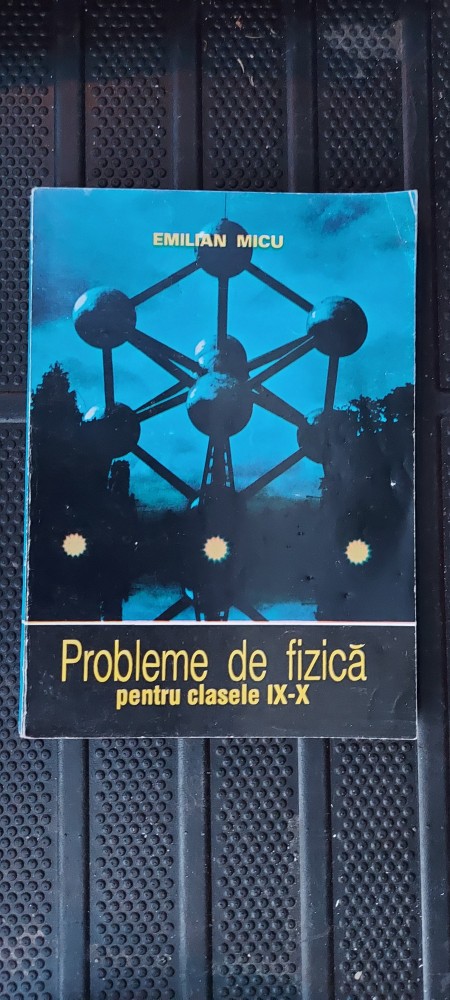 EMILIAN MICU
Probleme de fizică
pentru clasele IX-X